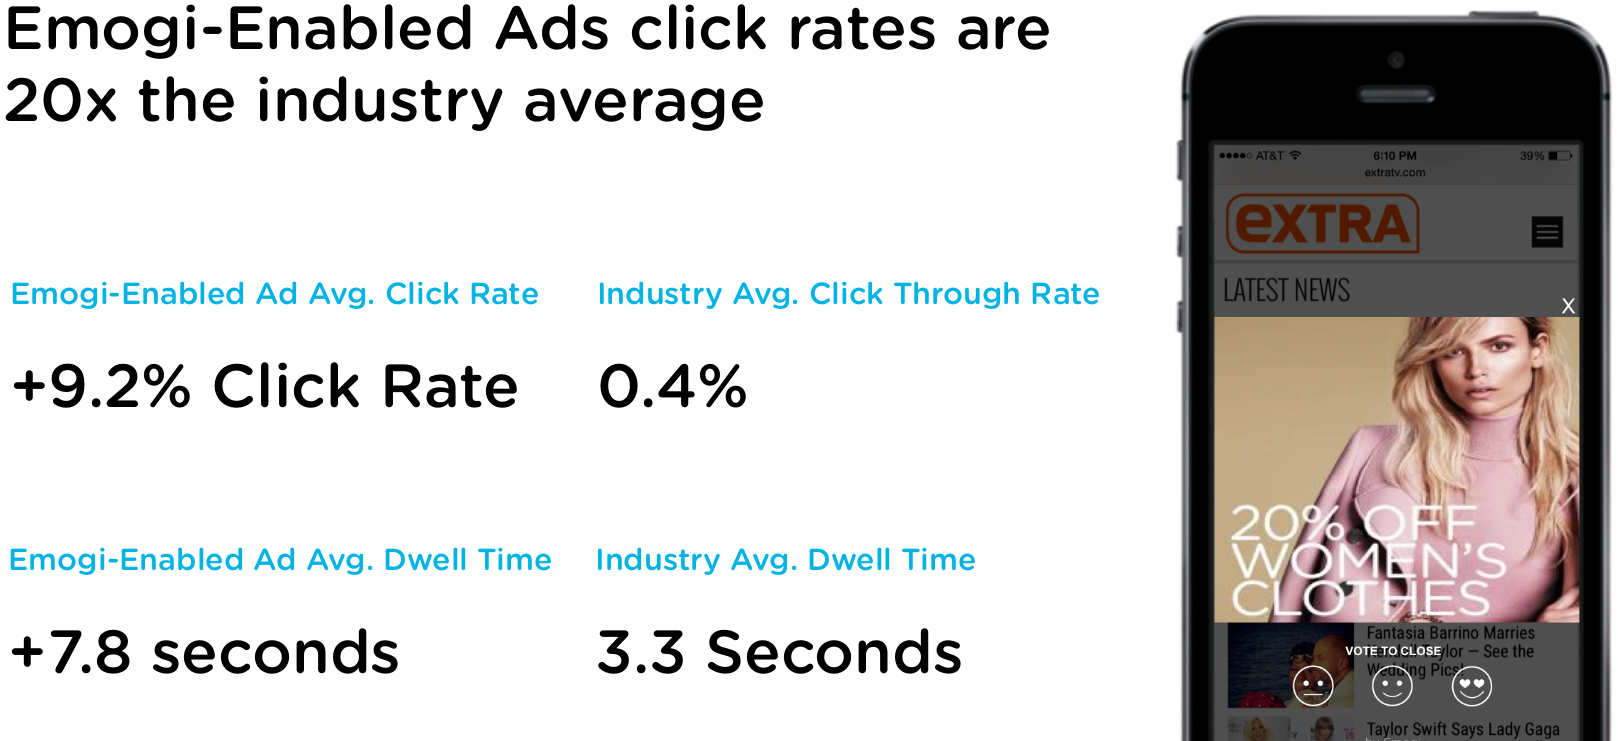 Emogi-Enabled Ads click rates are
20x the industry average
Emogi-Enabled Ad Avg. Click Rate
Industry Avg. Click Through Rate
+9.2% Click Rate
0.4%
Emogi-Enabled Ad Avg. Dwell Time
Industry Avg. Dwell Time
+7.8 seconds
3.3 Seconds
AT&T
6:10 PM
39%
extratv.com
eXTRA
LATEST NEWS
X
20% OFF
WOMEN'S
CLOTHES
Fantasia Barrino Marries
VOTE TO CLOSE
ylor — See the
Wedding Pics!
Taylor Swift Says Lady Gaga